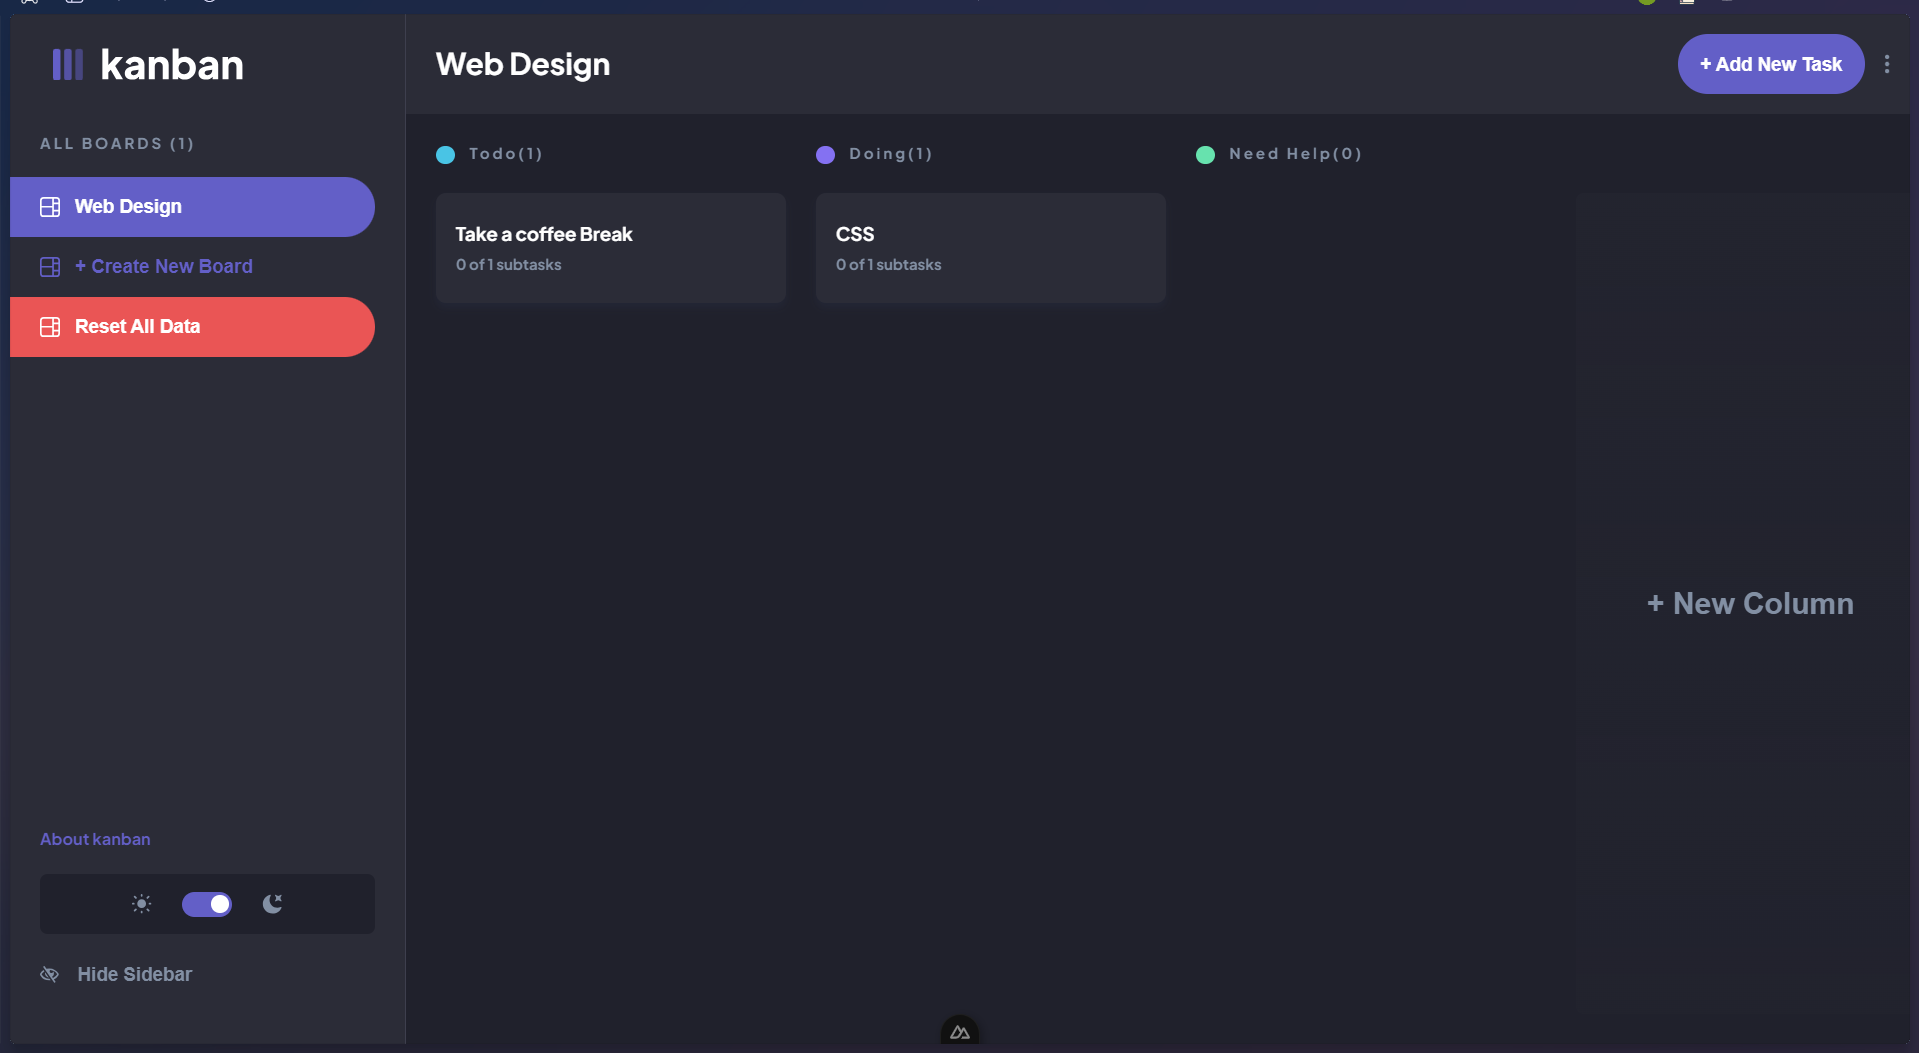 kanban
ALL BOARDS (1)
Web Design
+ Create New Board
Reset All Data
About kanban
Hide Sidebar
Web Design
+ Add New Task
Todo(1)
Doing(1)
Need Help(0)
Take a coffee Break
0 of 1 subtasks
CSS
0 of 1 subtasks
+ New Column